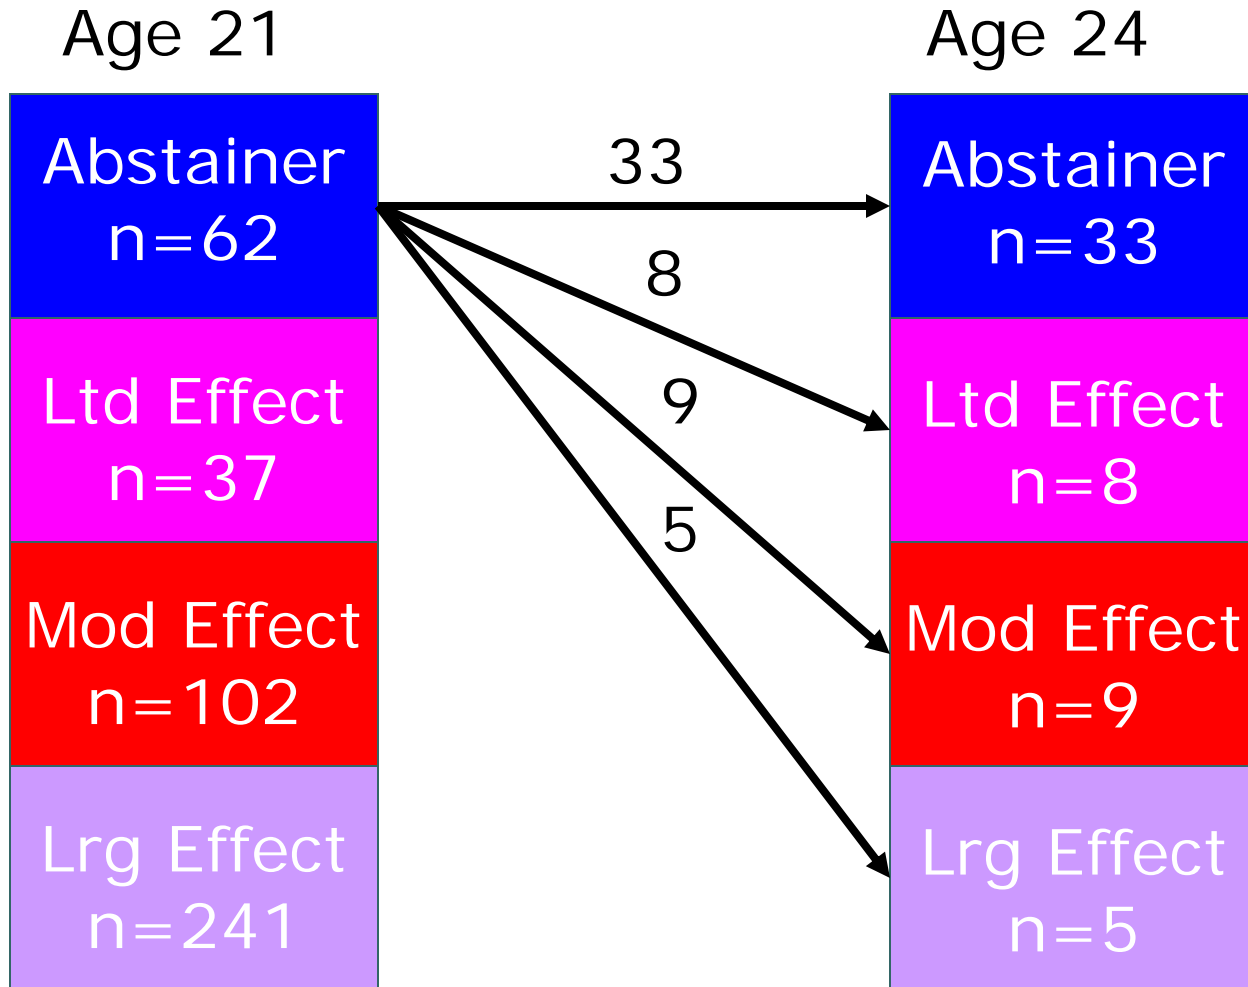 Age 21
Age 24
Abstainer
n=62
Ltd Effect
n=37
Mod Effect
n=102
Lrg Effect
n=241
33
8
9
5
Abstainer
n=33
Ltd Effect
n=8
Mod Effect
n=9
Lrg Effect
n=5